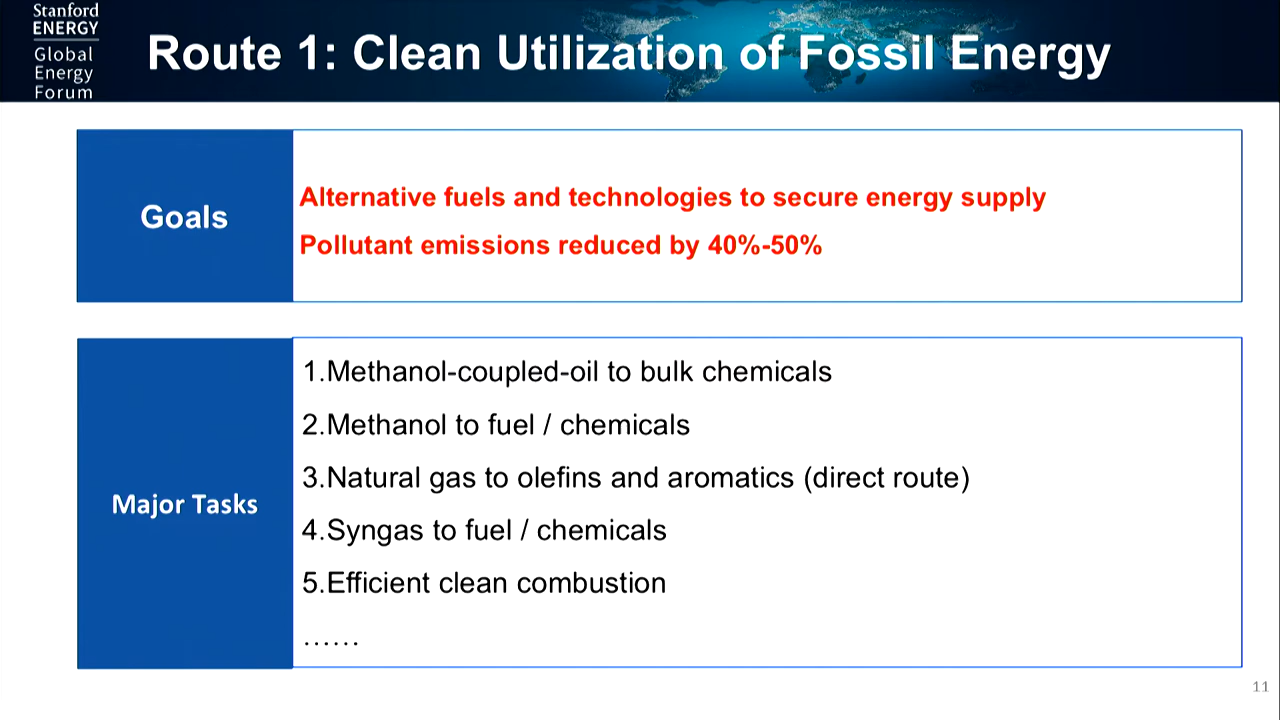 Stanford
ENERGY
Global
Energy
Forum
Route 1: Clean Utilization of Fossil Energy
Goals
Alternative fuels and technologies to secure energy supply
Pollutant emissions reduced by 40%-50%
Major Tasks
1.Methanol-coupled-oil to bulk chemicals
2.Methanol to fuel / chemicals
3.Natural gas to olefins and aromatics (direct route)
4.Syngas to fuel / chemicals
5.Efficient clean combustion
……
11